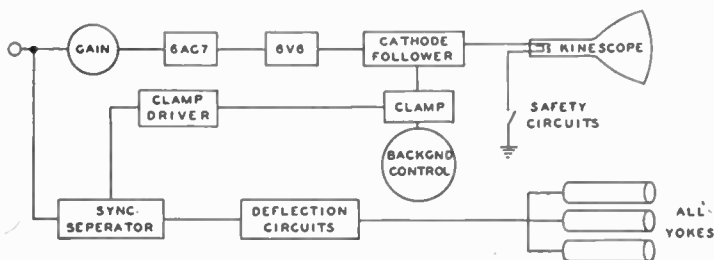 GAIN
6AC7
6V6
CATHODE
FOLLOWER
KINESCOPE
CLAMP
DRIVER
CLAMP
SAFETY
CIRCUITS
BACKGND
CONTROL
SYNC-
SEPERATOR
DEFLECTION
CIRCUITS
ALL
YOKES